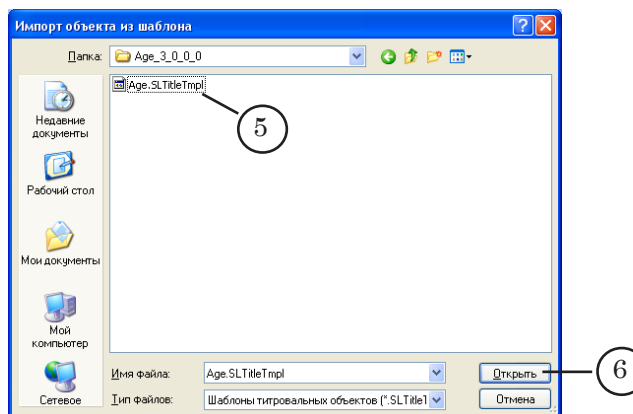 Импорт объекта из шаблона
Папка: Age_3_0_0_0
Age.SLTitleTmpl
5
Недавние
документы
Рабочий стол
Мои документы
Мой
компьютер
Сетевое
Имя файла: Age.SLTitleTmpl Открыть 6
Тип файлов: Шаблоны титровальных объектов (*.SLTitleT Отмена